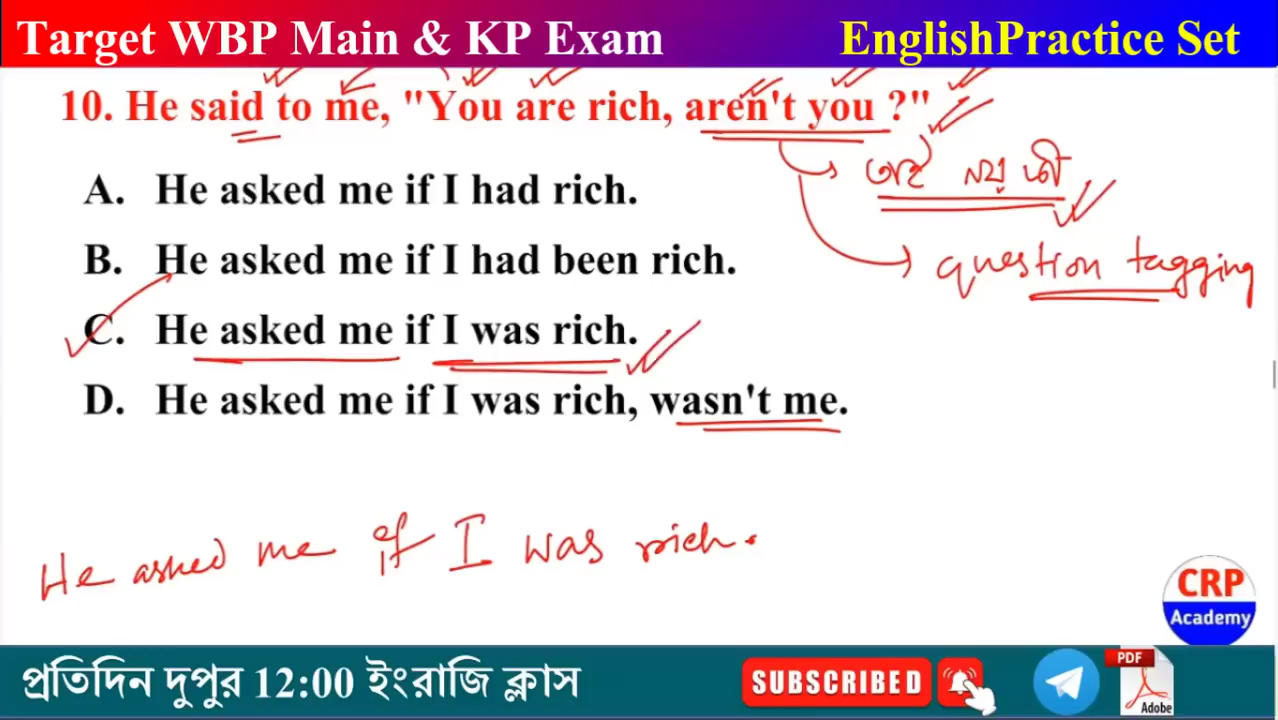 Target WBP Main & KP Exam EnglishPractice Set
10. He said to me, "You are rich, aren't you ?"
তাই নয় কী
A. He asked me if I had rich.
B. He asked me if I had been rich.
question tagging
C. He asked me if I was rich.
D. He asked me if I was rich, wasn't me.
He asked me if I was rich.
CRP
Academy
প্রতিদিন দুপুর 12:00 ইংরাজি ক্লাস SUBSCRIBED PDF
Adobe